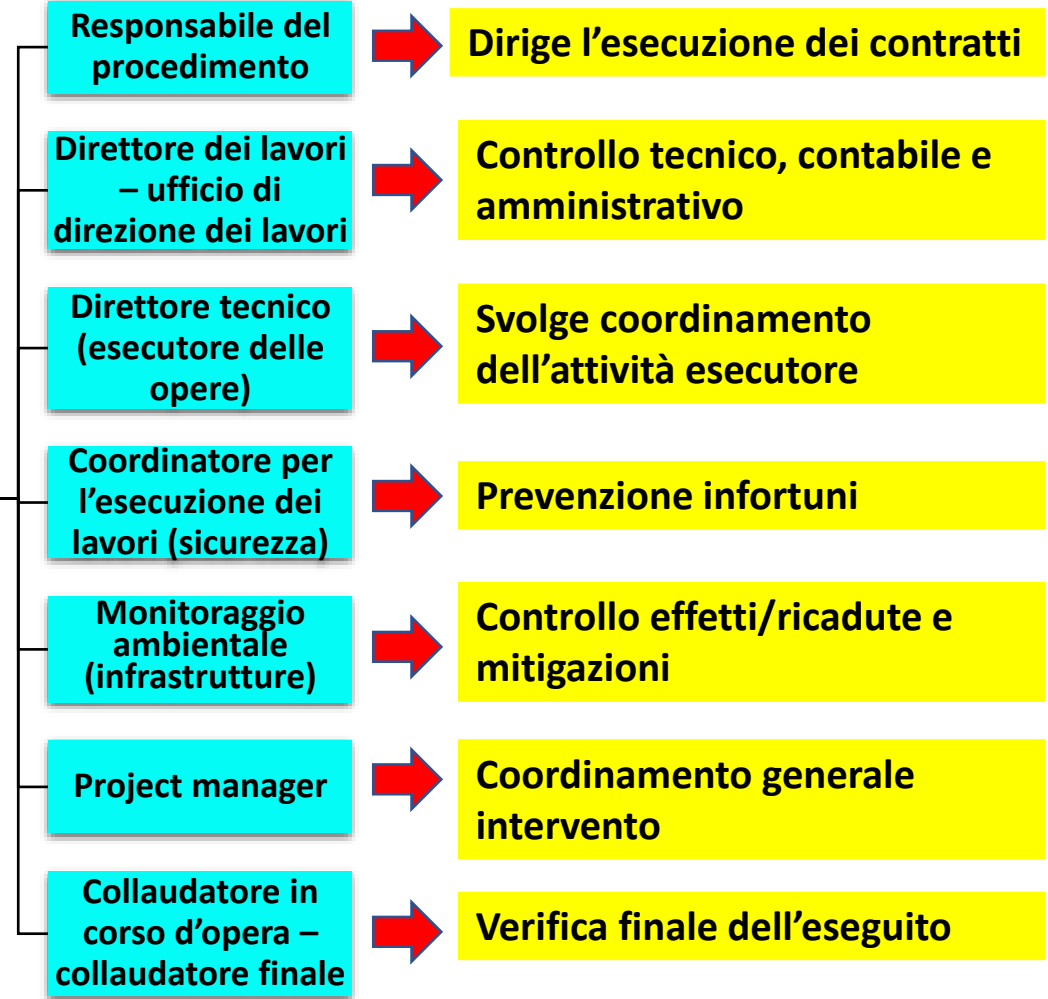 Responsabile del
procedimento
Dirige l’esecuzione dei contratti
Direttore dei lavori
– ufficio di
direzione dei lavori
Controllo tecnico, contabile e
amministrativo
Direttore tecnico
(esecutore delle
opere)
Svolge coordinamento
dell’attività esecutore
Coordinatore per
l’esecuzione dei
lavori (sicurezza)
Prevenzione infortuni
Monitoraggio
ambientale
(infrastrutture)
Controllo effetti/ricadute e
mitigazioni
Project manager
Coordinamento generale
intervento
Collaudatore in
corso d’opera –
collaudatore finale
Verifica finale dell’eseguito